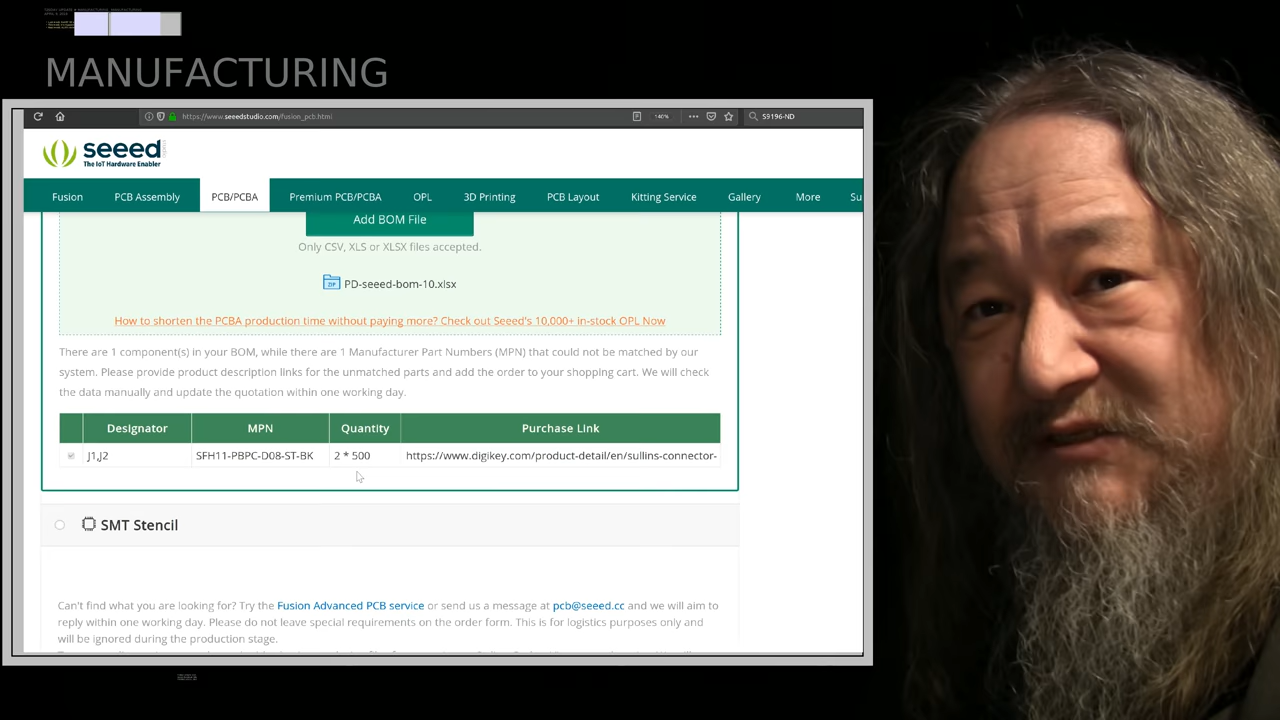 MANUFACTURING
https://www.seeedstudio.com/fusion_pcb.html
140%
S9196-ND
seeed
The IoT Hardware Enabler
Fusion
PCB Assembly
PCB/PCBA
Premium PCB/PCBA
OPL
3D Printing
PCB Layout
Kitting Service
Gallery
More
Su
Add BOM File
Only CSV, XLS or XLSX files accepted.
PD-seeed-bom-10.xlsx
How to shorten the PCBA production time without paying more? Check out Seeed's 10,000+ in-stock OPL Now
There are 1 component(s) in your BOM, while there are 1 Manufacturer Part Numbers (MPN) that could not be matched by our
system. Please provide product description links for the unmatched parts and add the order to your shopping cart. We will check
the data manually and update the quotation within one working day.
Designator MPN Quantity Purchase Link
J1,J2 SFH11-PBPC-D08-ST-BK 2 * 500 https://www.digikey.com/product-detail/en/sullins-connector-
SMT Stencil
Can't find what you are looking for? Try the Fusion Advanced PCB service or send us a message at pcb@seeed.cc and we will aim to
reply within one working day. Please do not leave special requirements on the order form. This is for logistics purposes only and
will be ignored during the production stage.